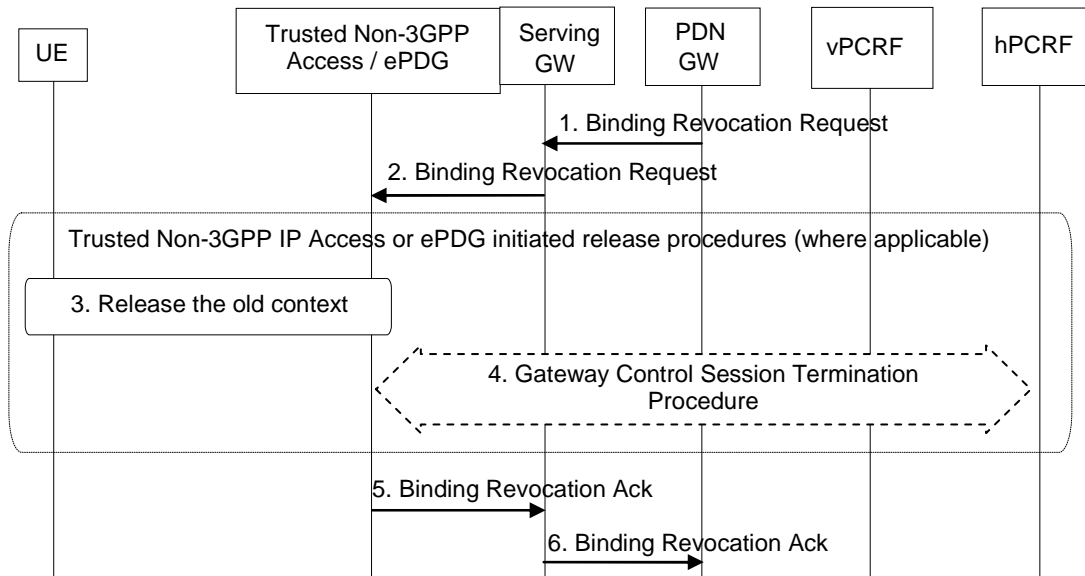 UE
Trusted Non-3GPP
Access / ePDG
Serving
GW
PDN
GW
vPCRF
hPCRF
1. Binding Revocation Request
2. Binding Revocation Request
Trusted Non-3GPP IP Access or ePDG initiated release procedures (where applicable)
3. Release the old context
4. Gateway Control Session Termination
Procedure
5. Binding Revocation Ack
6. Binding Revocation Ack